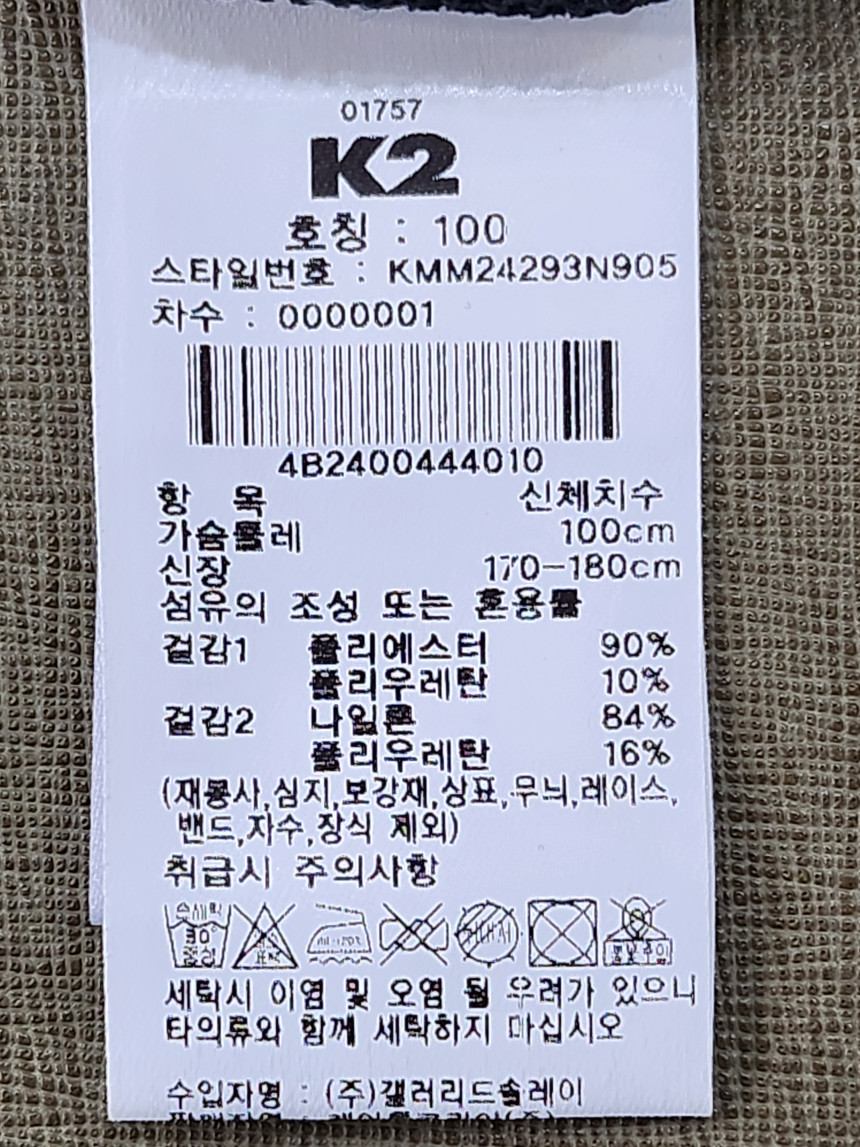 01757
K2
호칭 : 100
스타일번호 : KMM24293N905
차수 : 0000001
4B2400444010
항 목 신체치수
가슴둘레 100cm
신장 170-180cm
섬유의 조성 또는 혼용률
겉감1 폴리에스터 90%
폴리우레탄 10%
겉감2 나일론 84%
폴리우레탄 16%
(재봉사,심지,보강재,상표,무늬,레이스,
밴드,자수,장식 제외)
취급시 주의사항
손세탁
30
중성
세탁시 이염 및 오염 될 우려가 있으니
타의류와 함께 세탁하지 마십시오
수입자명 : (주)갤러리드솔레이